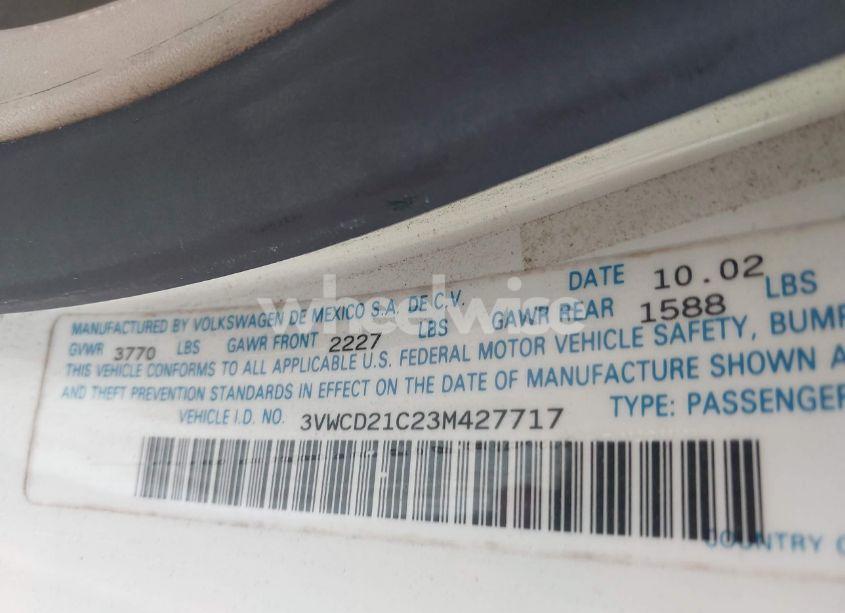 DATE 10.02
MANUFACTURED BY VOLKSWAGEN DE MEXICO S.A. DE C.V.
GVWR 3770 LBS GAWR FRONT 2227 LBS GAWR REAR 1588 LBS
THIS VEHICLE CONFORMS TO ALL APPLICABLE U.S. FEDERAL MOTOR VEHICLE SAFETY, BUMP
AND THEFT PREVENTION STANDARDS IN EFFECT ON THE DATE OF MANUFACTURE SHOWN A
VEHICLE I.D. NO. 3VWCD21C23M427717 TYPE: PASSENGER
COUNTRY O
wheelwise